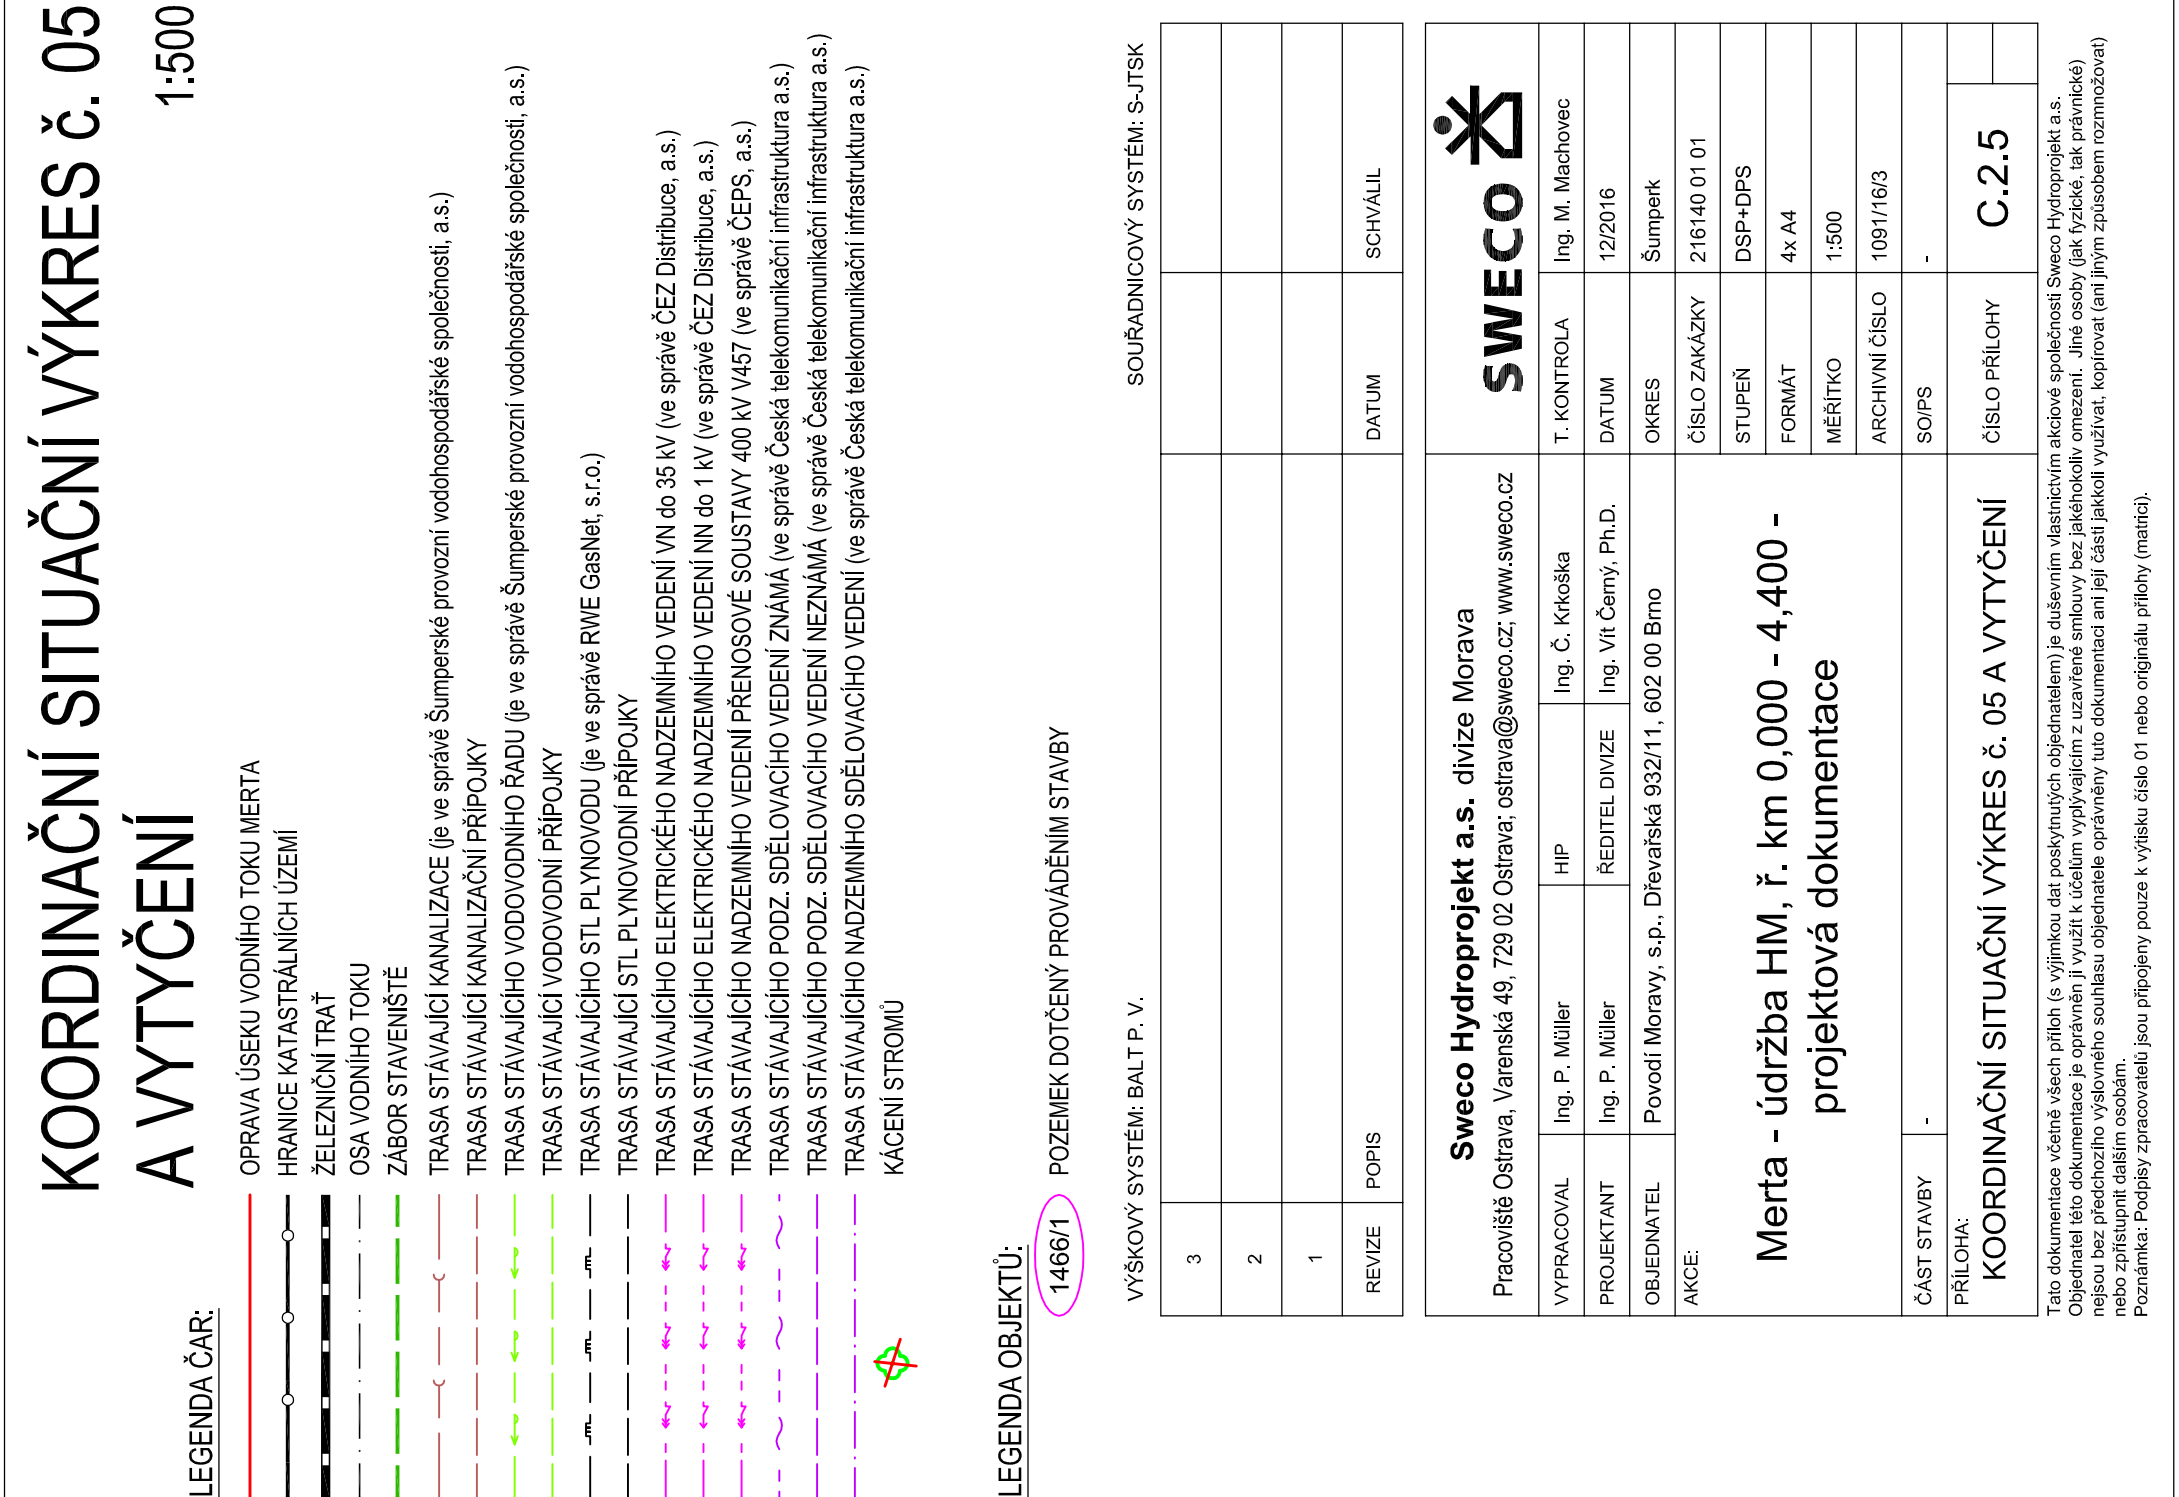 KOORDINAČNÍ SITUAČNÍ VÝKRES č. 05
A VYTYČENÍ
1:500
LEGENDA ČAR:
OPRAVA ÚSEKU VODNÍHO TOKU MERTA
HRANICE KATASTRÁLNÍCH ÚZEMÍ
ŽELEZNIČNÍ TRAŤ
OSA VODNÍHO TOKU
ZÁBOR STAVENIŠTĚ
TRASA STÁVAJÍCÍ KANALIZACE (je ve správě Šumperské provozní vodohospodářské společnosti, a.s.)
TRASA STÁVAJÍCÍ KANALIZAČNÍ PŘÍPOJKY
TRASA STÁVAJÍCÍHO VODOVODNÍHO ŘADU (je ve správě Šumperské provozní vodohospodářské společnosti, a.s.)
TRASA STÁVAJÍCÍ VODOVODNÍ PŘÍPOJKY
TRASA STÁVAJÍCÍHO STL PLYNOVODU (je ve správě RWE GasNet, s.r.o.)
TRASA STÁVAJÍCÍ STL PLYNOVODNÍ PŘÍPOJKY
TRASA STÁVAJÍCÍHO ELEKTRICKÉHO NADZEMNÍHO VEDENÍ VN do 35 kV (ve správě ČEZ Distribuce, a.s.)
TRASA STÁVAJÍCÍHO ELEKTRICKÉHO NADZEMNÍHO VEDENÍ NN do 1 kV (ve správě ČEZ Distribuce, a.s.)
TRASA STÁVAJÍCÍHO NADZEMNÍHO VEDENÍ PŘENOSOVÉ SOUSTAVY 400 kV V457 (ve správě ČEPS, a.s.)
TRASA STÁVAJÍCÍHO PODZ. SDĚLOVACÍHO VEDENÍ ZNÁMÁ (ve správě Česká telekomunikační infrastruktura a.s.)
TRASA STÁVAJÍCÍHO PODZ. SDĚLOVACÍHO VEDENÍ NEZNÁMÁ (ve správě Česká telekomunikační infrastruktura a.s.)
TRASA STÁVAJÍCÍHO NADZEMNÍHO SDĚLOVACÍHO VEDENÍ (ve správě Česká telekomunikační infrastruktura a.s.)
KÁCENÍ STROMŮ
LEGENDA OBJEKTŮ:
1466/1 POZEMEK DOTČENÝ PROVÁDĚNÍM STAVBY
VÝŠKOVÝ SYSTÉM: BALT P. V. SOUŘADNICOVÝ SYSTÉM: S-JTSK
3
2
1
REVIZE POPIS DATUM SCHVÁLIL
Sweco Hydroprojekt a.s. divize Morava
Pracoviště Ostrava, Varenská 49, 729 02 Ostrava; ostrava@sweco.cz; www.sweco.cz
SWECO
VYPRACOVAL Ing. P. Müller HIP Ing. Č. Krkoška T. KONTROLA Ing. M. Machovec
PROJEKTANT Ing. P. Müller ŘEDITEL DIVIZE Ing. Vít Černý, Ph.D. DATUM 12/2016
OBJEDNATEL Povodí Moravy, s.p., Dřevařská 932/11, 602 00 Brno OKRES Šumperk
AKCE:
Merta - údržba HM, ř. km 0,000 - 4,400 -
projektová dokumentace
ČÍSLO ZAKÁZKY 216140 01 01
STUPEŇ DSP+DPS
FORMÁT 4x A4
MĚŘÍTKO 1:500
ARCHIVNÍ ČÍSLO 1091/16/3
ČÁST STAVBY - SO/PS -
PŘÍLOHA:
KOORDINAČNÍ SITUAČNÍ VÝKRES č. 05 A VYTYČENÍ
ČÍSLO PŘÍLOHY C.2.5
Tato dokumentace včetně všech příloh (s výjimkou dat poskytnutých objednatelem) je duševním vlastnictvím akciové společnosti Sweco Hydroprojekt a.s.
Objednatel této dokumentace je oprávněn ji využít k účelům vyplývajícím z uzavřené smlouvy bez jakéhokoliv omezení. Jiné osoby (jak fyzické, tak právnické)
nejsou bez předchozího výslovného souhlasu objednatele oprávněny tuto dokumentaci ani její části jakkoli využívat, kopírovat (ani jiným způsobem rozmnožovat)
nebo zpřístupnit dalším osobám.
Poznámka: Podpisy zpracovatelů jsou připojeny pouze k výtisku číslo 01 nebo originálu přílohy (matrici).